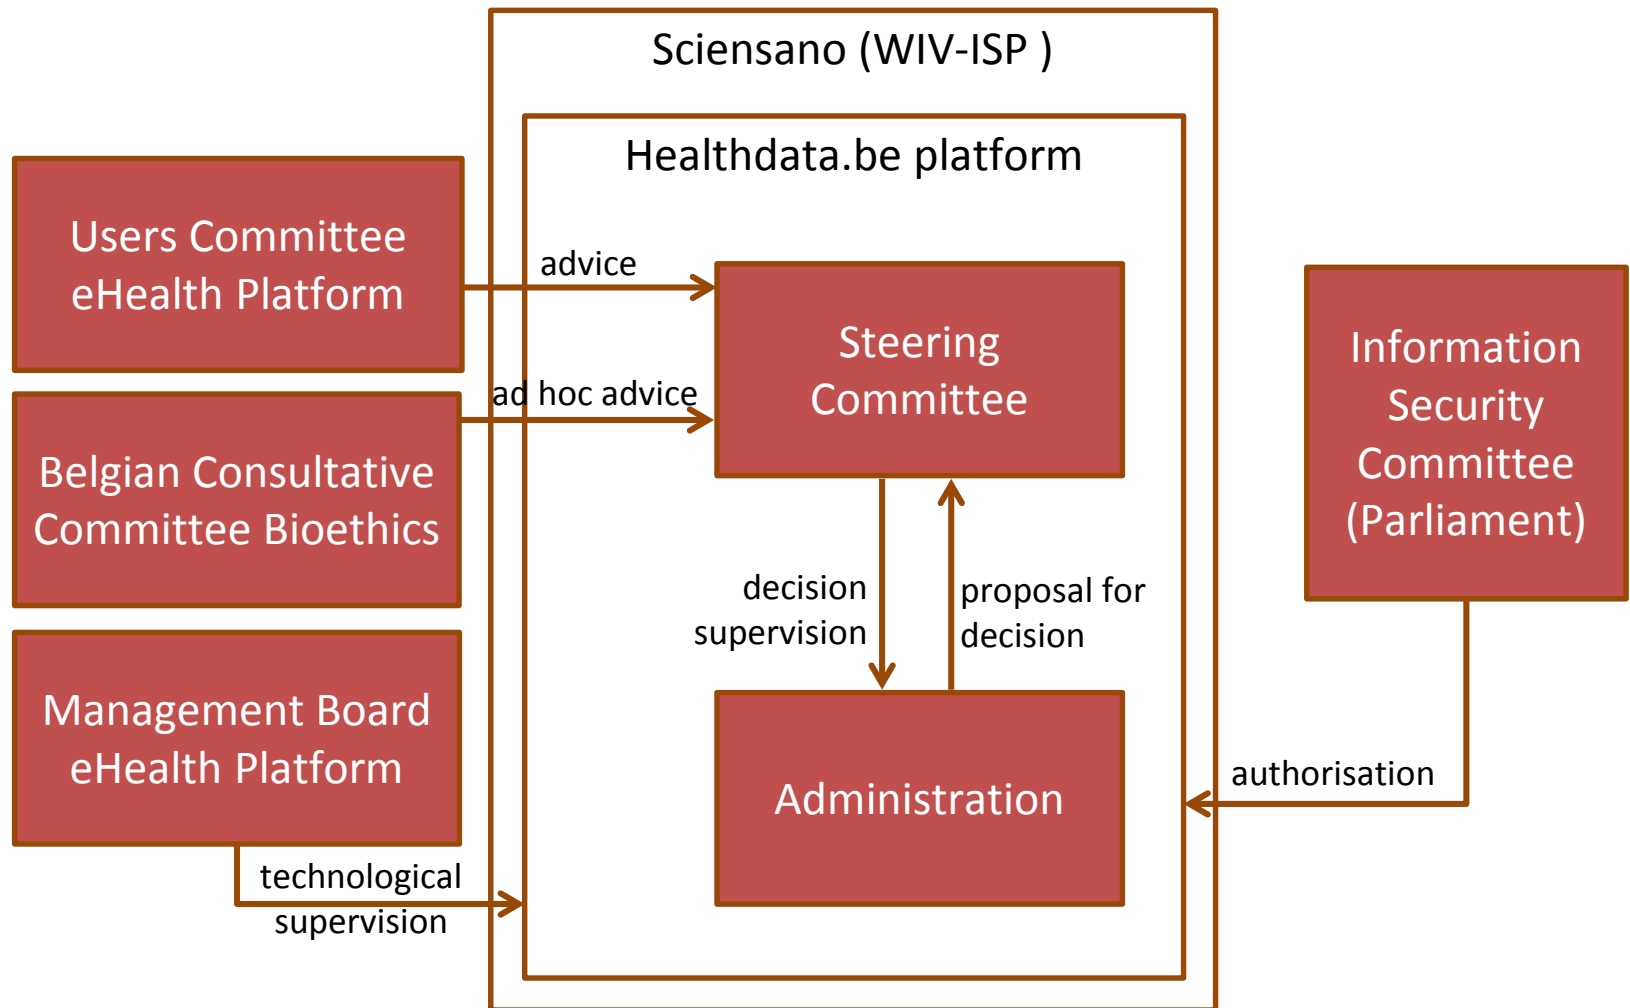 Sciensano (WIV-ISP )
Healthdata.be platform
Users Committee
eHealth Platform
advice
Steering
Committee
Information
Security
Committee
(Parliament)
ad hoc advice
Belgian Consultative
Committee Bioethics
decision
supervision
proposal for
decision
Management Board
eHealth Platform
Administration
authorisation
technological
supervision